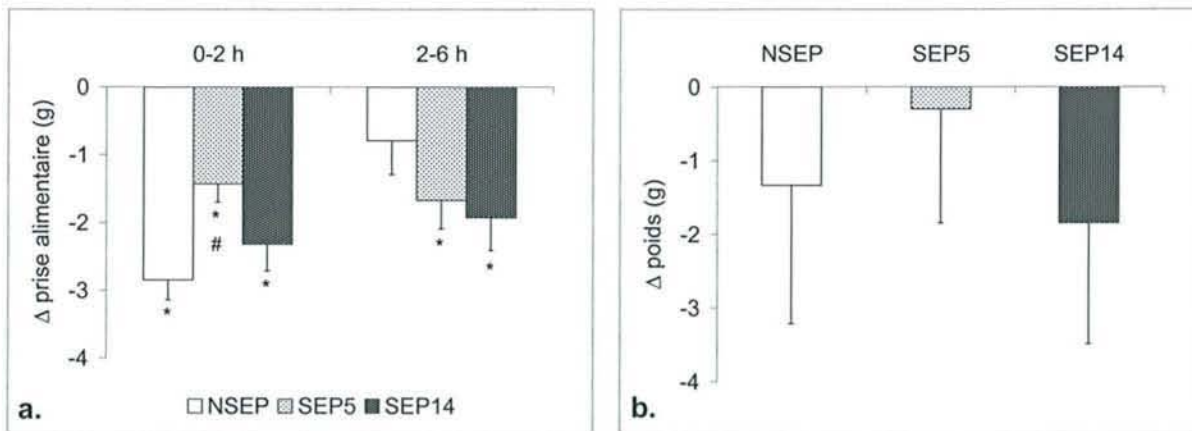 0-2 h
2-6 h
0
-1
-2
-3
-4
Δ prise alimentaire (g)
*
*
#
*
*
*
NSEP
SEP5
SEP14
a.
NSEP
SEP5
SEP14
0
-1
-2
-3
-4
Δ poids (g)
b.